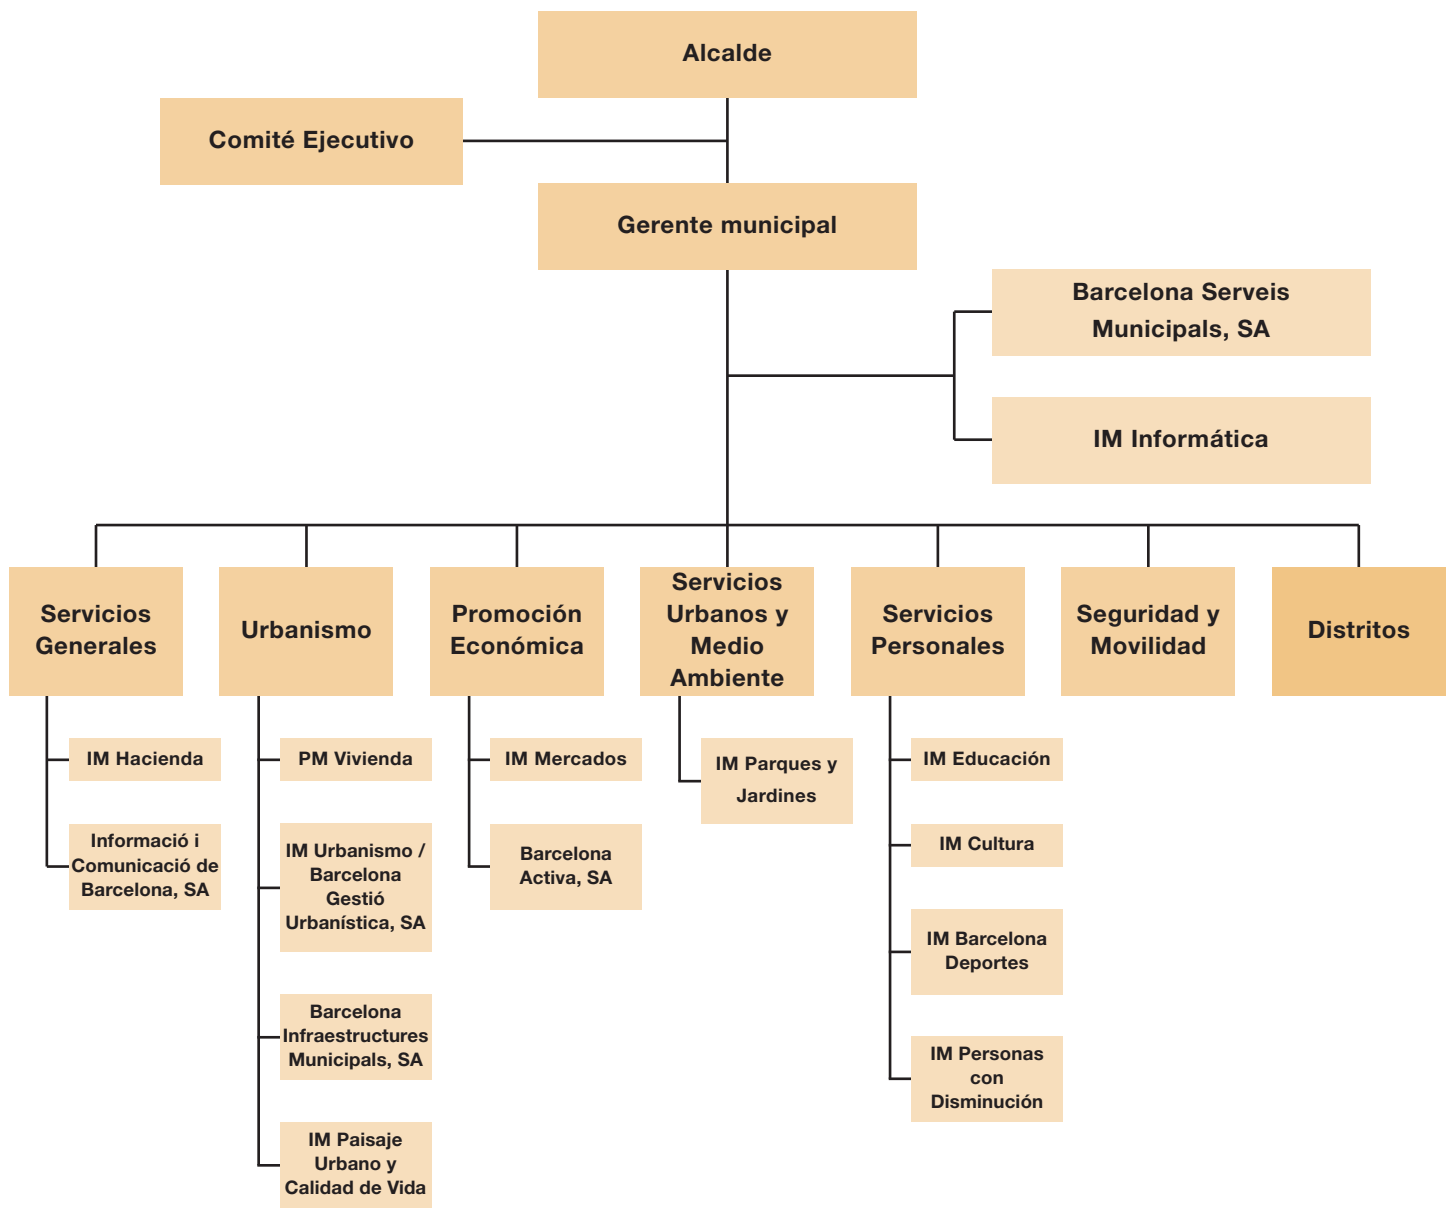 Alcalde
Comité Ejecutivo
Gerente municipal
Barcelona Serveis
Municipals, SA
IM Informática
Servicios
Generales
Urbanismo
Promoción
Económica
Servicios
Urbanos y
Medio
Ambiente
Servicios
Personales
Seguridad y
Movilidad
Distritos
IM Hacienda
Informació i
Comunicació de
Barcelona, SA
PM Vivienda
IM Urbanismo /
Barcelona
Gestió
Urbanística, SA
Barcelona
Infraestructures
Municipals, SA
IM Paisaje
Urbano y
Calidad de Vida
IM Mercados
Barcelona
Activa, SA
IM Parques y
Jardines
IM Educación
IM Cultura
IM Barcelona
Deportes
IM Personas
con
Disminución